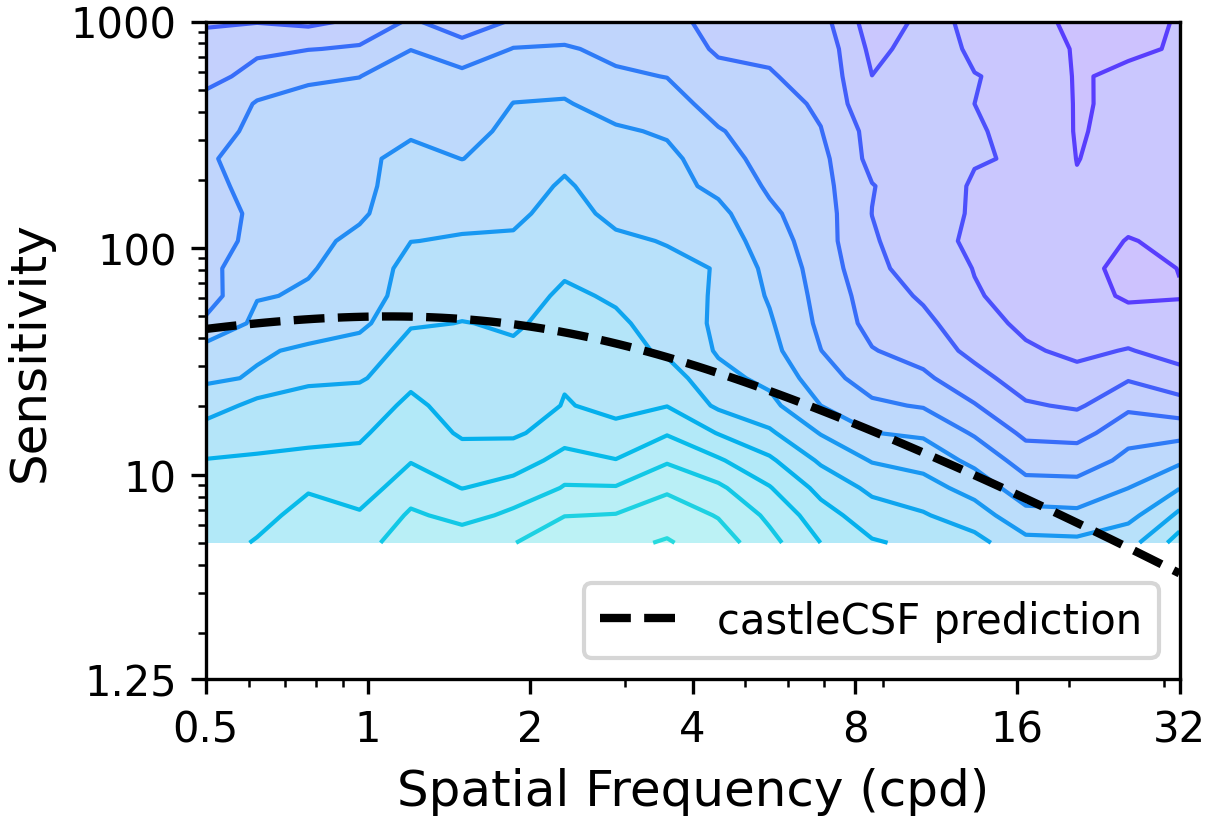 1000
100
10
1.25
Sensitivity
castleCSF prediction
0.5 1 2 4 8 16 32
Spatial Frequency (cpd)